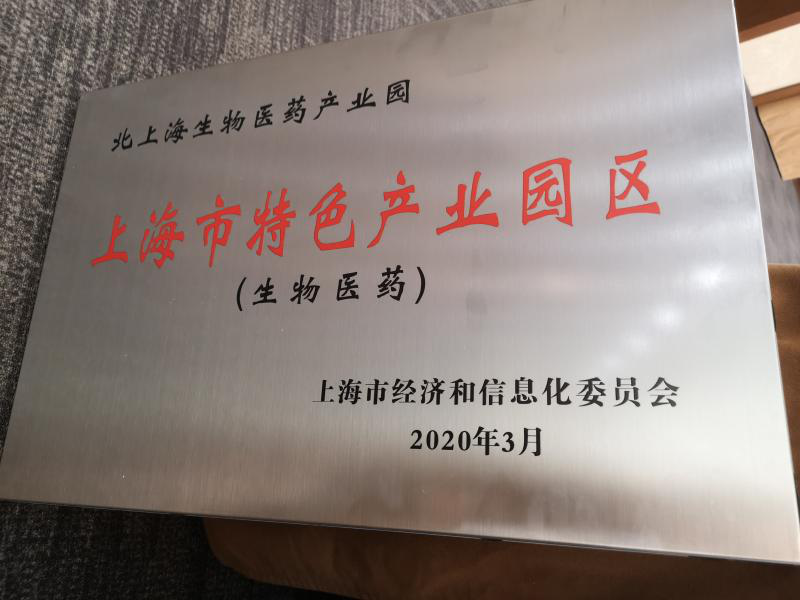 北上海生物医药产业园
上海市特色产业园区
(生物医药)
上海市经济和信息化委员会
2020年3月